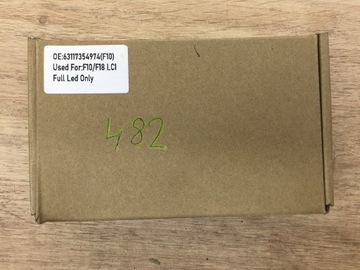 OE:63117354974(F10)
Used For:F10/F18 LCI
Full Led Only
482